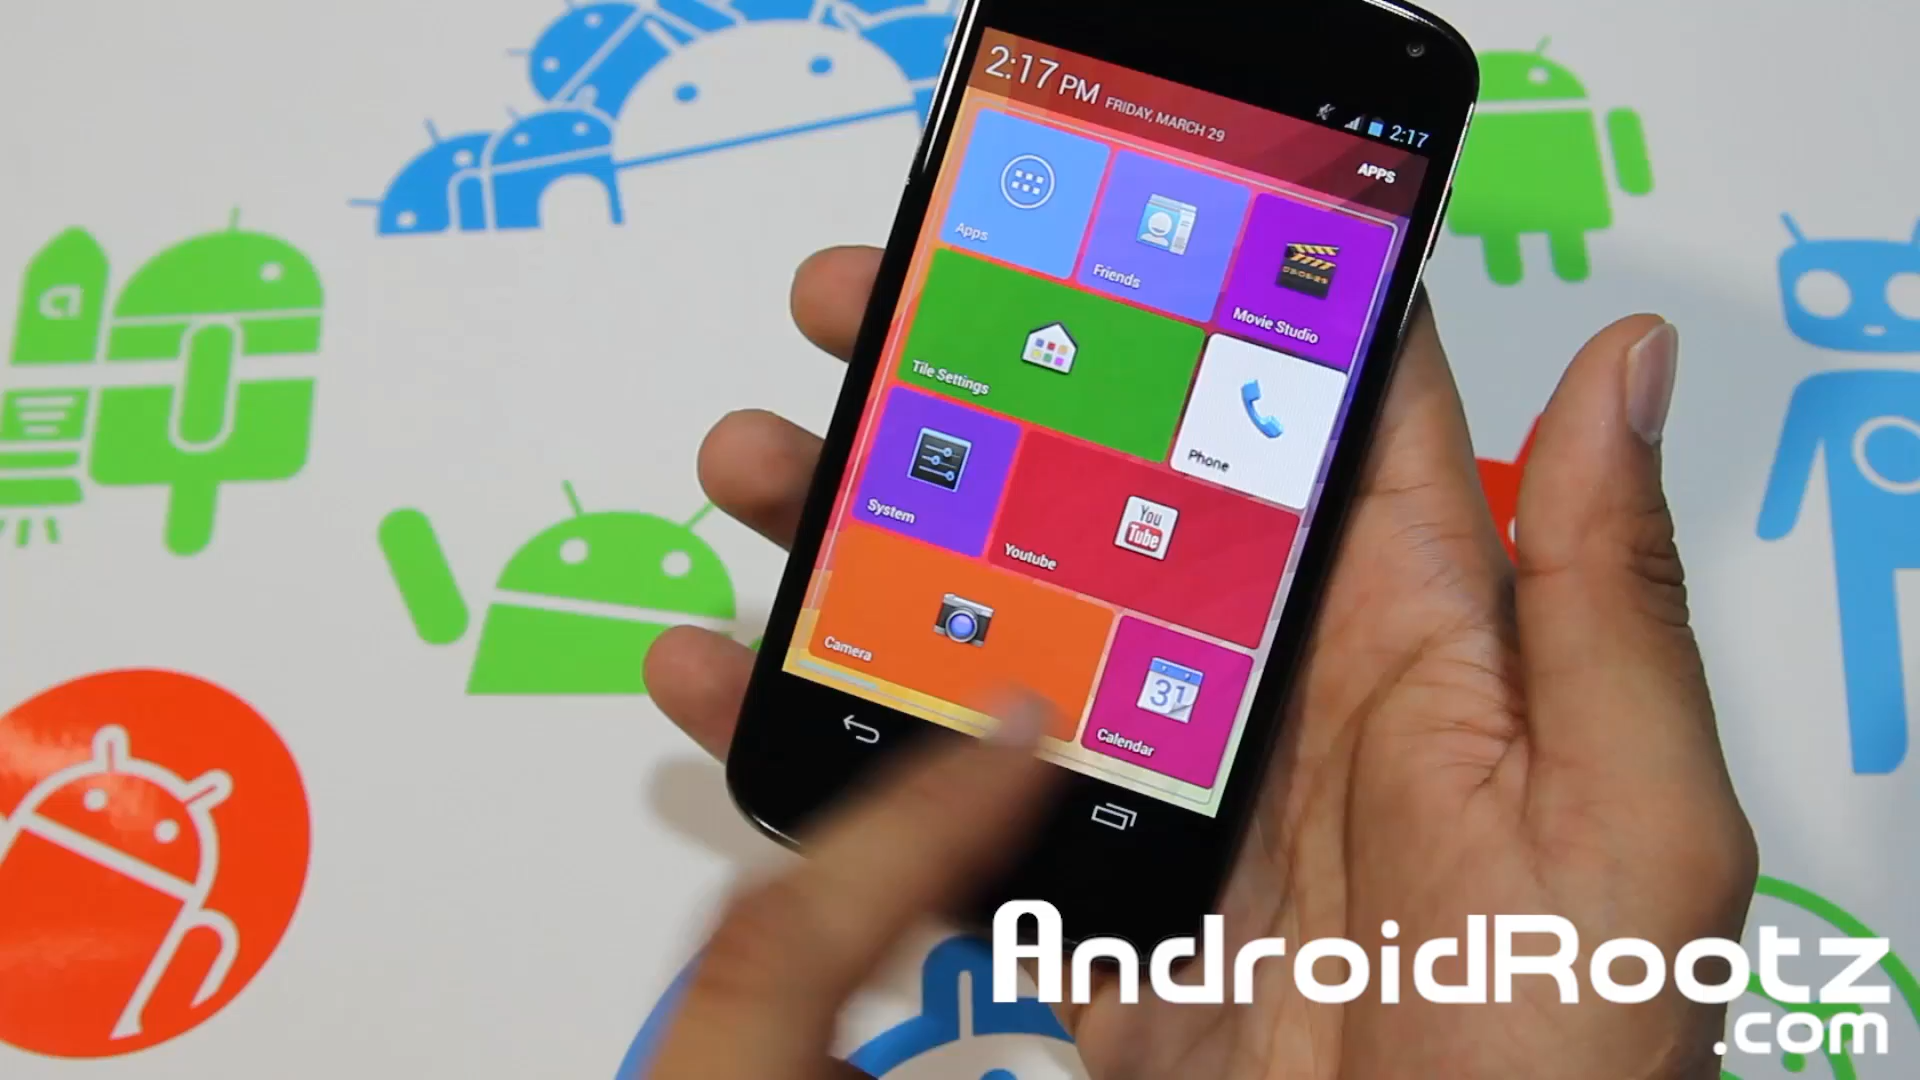 2:17 PM FRIDAY, MARCH 29
2:17
APPS
Apps
Friends
Movie Studio
Tile Settings
Phone
System
You
Tube
Youtube
Camera
31
Calendar
AndroidRootz
.com